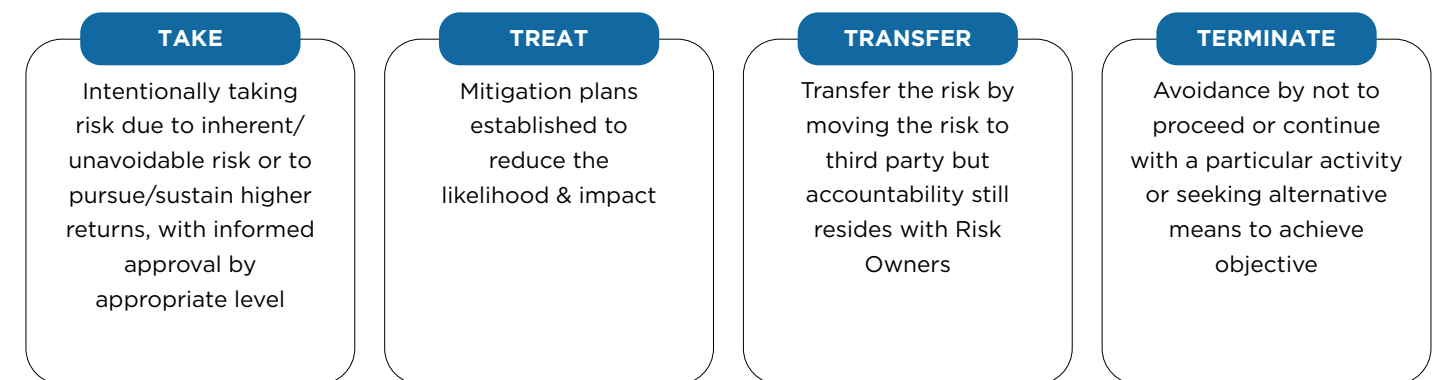 TAKE
Intentionally taking
risk due to inherent/
unavoidable risk or to
pursue/sustain higher
returns, with informed
approval by
appropriate level
TREAT
Mitigation plans
established to
reduce the
likelihood & impact
TRANSFER
Transfer the risk by
moving the risk to
third party but
accountability still
resides with Risk
Owners
TERMINATE
Avoidance by not to
proceed or continue
with a particular activity
or seeking alternative
means to achieve
objective